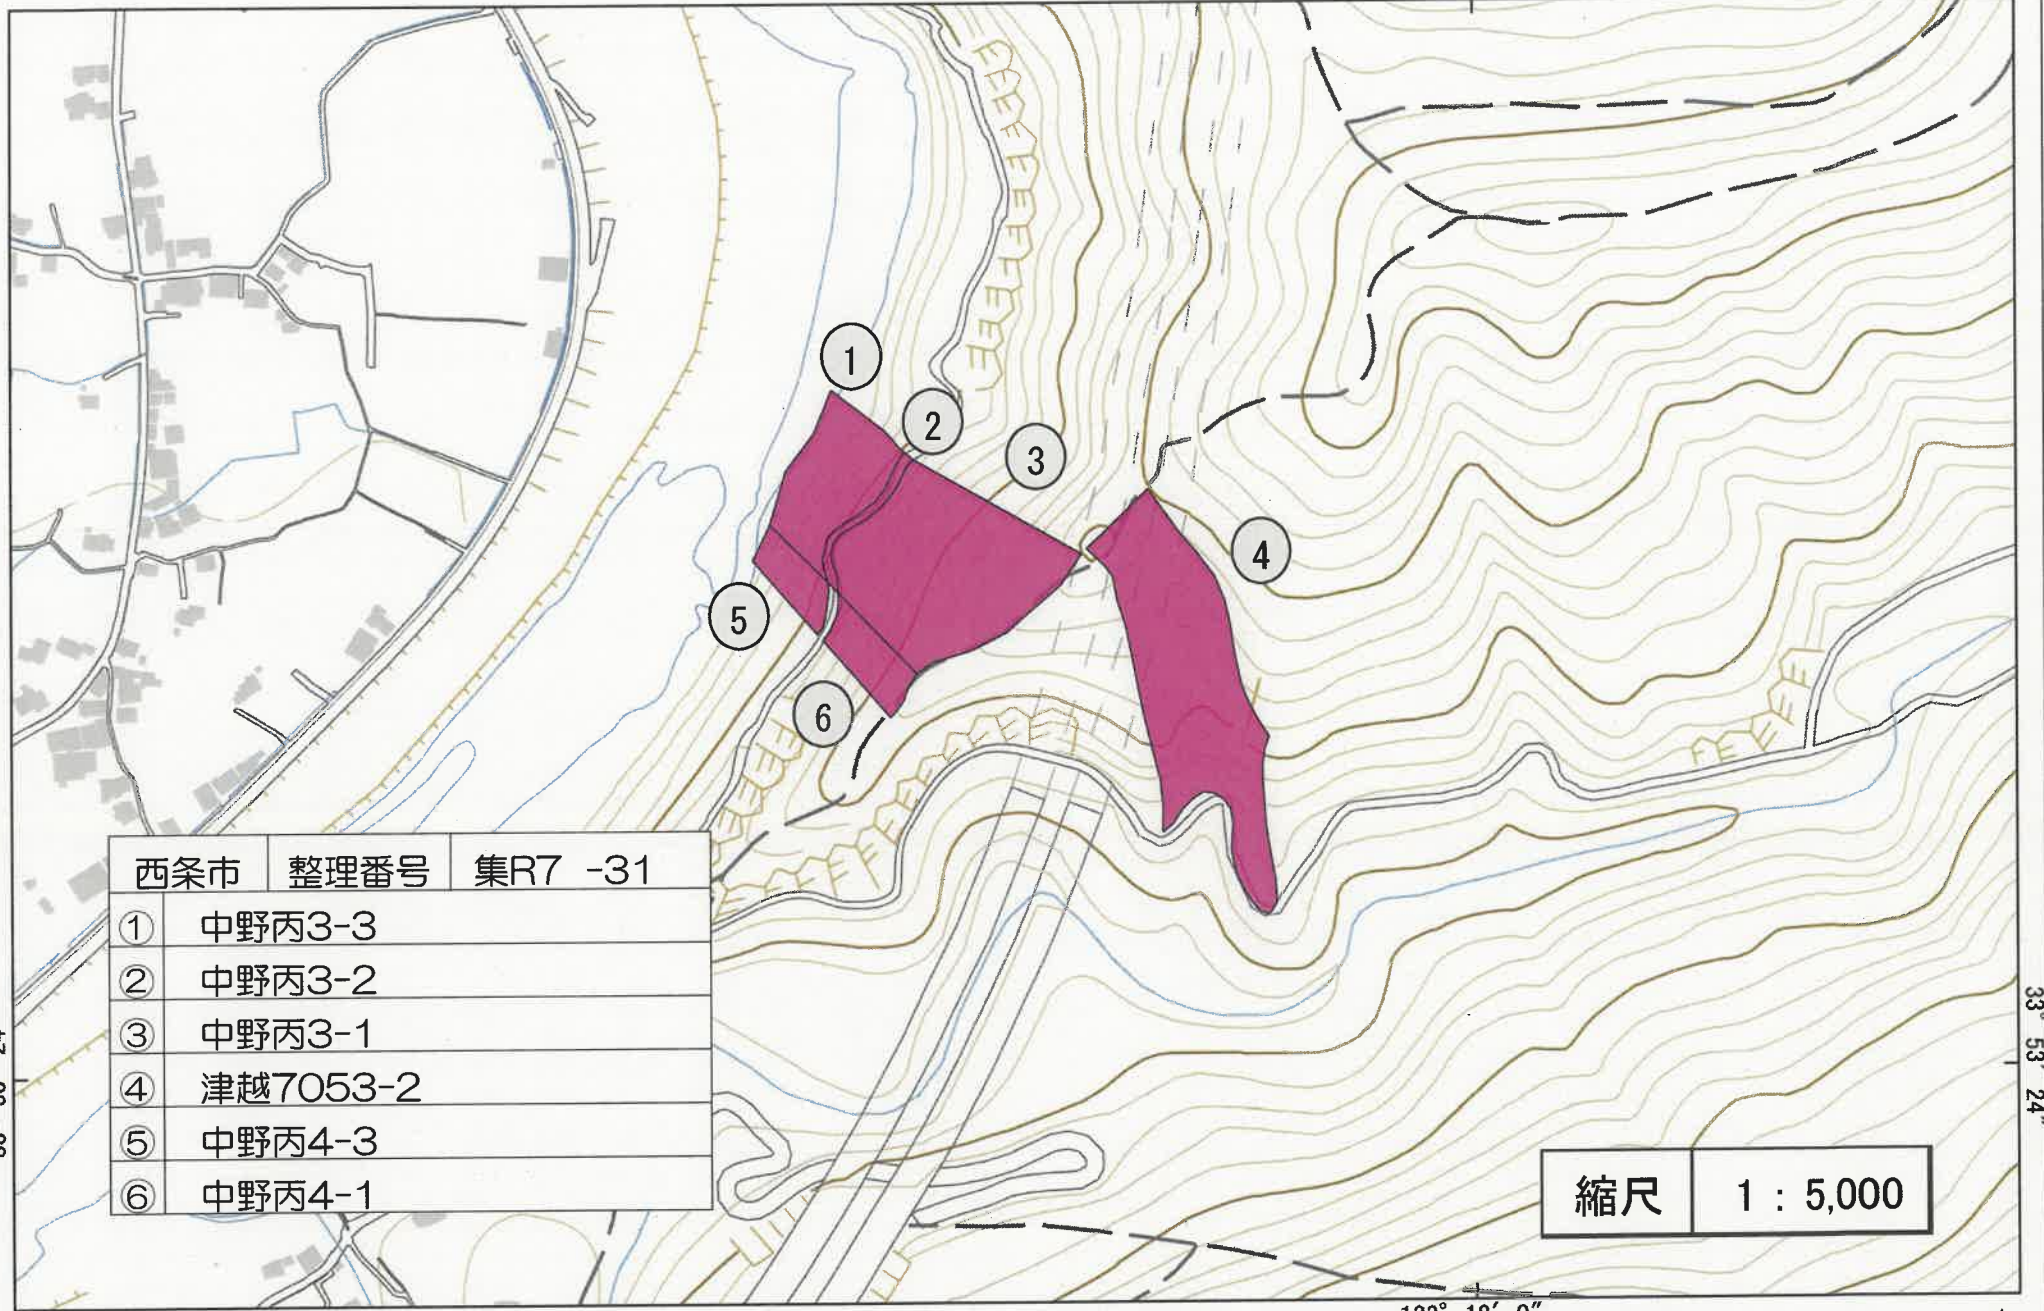 1
2
3
4
5
6
西条市 整理番号 集R7 -31
① 中野丙3-3
② 中野丙3-2
③ 中野丙3-1
④ 津越7053-2
⑤ 中野丙4-3
⑥ 中野丙4-1
縮尺 1 : 5,000
33° 53′ 24″